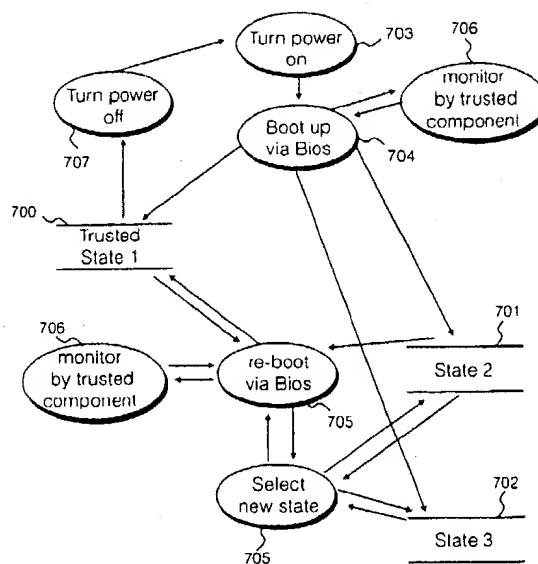 Turn power
on
703
706
monitor
by trusted
component
Turn power
off
707
Boot up
via Bios
704
700
Trusted
State 1
701
State 2
706
monitor
by trusted
component
re-boot
via Bios
705
Select
new state
705
702
State 3